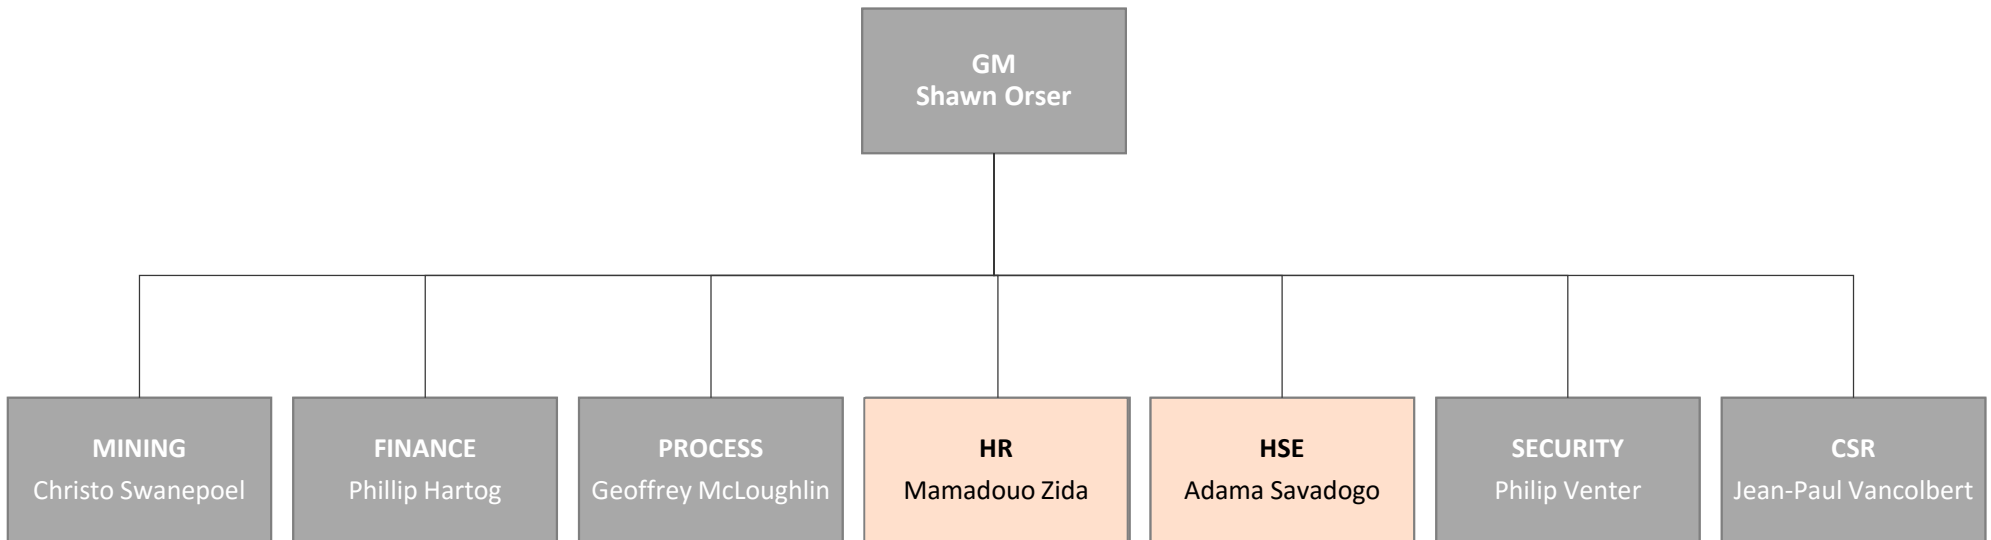 GM
Shawn Orser
MINING
Christo Swanepoel
FINANCE
Phillip Hartog
PROCESS
Geoffrey McLoughlin
HR
Mamadouo Zida
HSE
Adama Savadogo
SECURITY
Philip Venter
CSR
Jean-Paul Vancolbert